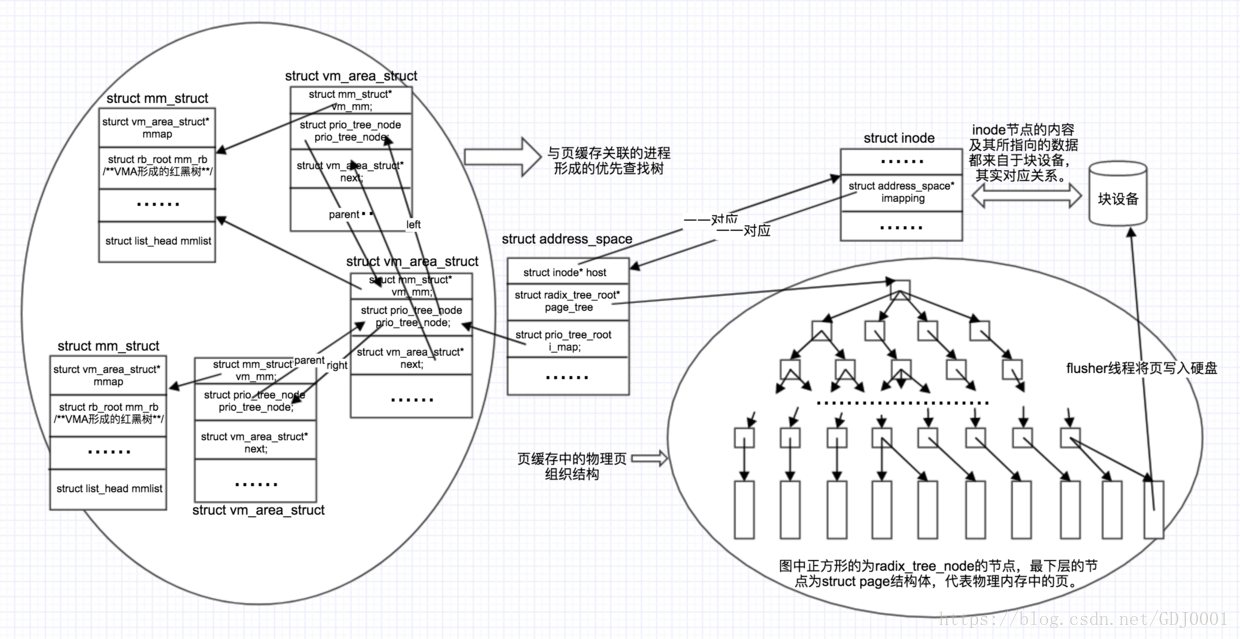 struct vm_area_struct
struct mm_struct*
vm_mm;
struct prio_tree_node
prio_tree_node;
struct vm_area_struct*
next;
parent
left
struct mm_struct
sturct vm_area_struct*
mmap
struct rb_root mm_rb
/**VMA形成的红黑树**/
......
struct list_head mmlist
与页缓存关联的进程
形成的优先查找树
struct vm_area_struct
struct mm_struct*
vm_mm;
struct prio_tree_node
prio_tree_node;
struct vm_area_struct*
next;
......
struct mm_struct
sturct vm_area_struct*
mmap
struct rb_root mm_rb
/**VMA形成的红黑树**/
......
struct list_head mmlist
struct mm_struct
vm_mm;
parent
right
struct prio_tree_node
prio_tree_node;
struct vm_area_struct*
next;
......
struct vm_area_struct
struct address_space
struct inode* host
struct radix_tree_root*
page_tree
struct prio_tree_root
i_map;
......
一一对应
一一对应
struct inode
......
struct address_space*
imapping
......
inode节点的内容
及其所指向的数据
都来自于块设备，
其实对应关系。
块设备
flusher线程将页写入硬盘
页缓存中的物理页
组织结构
图中正方形的为radix_tree_node的节点，最下层的节
点为struct page结构体，代表物理内存中的页。
https://blog.csdn.net/GDJ0001